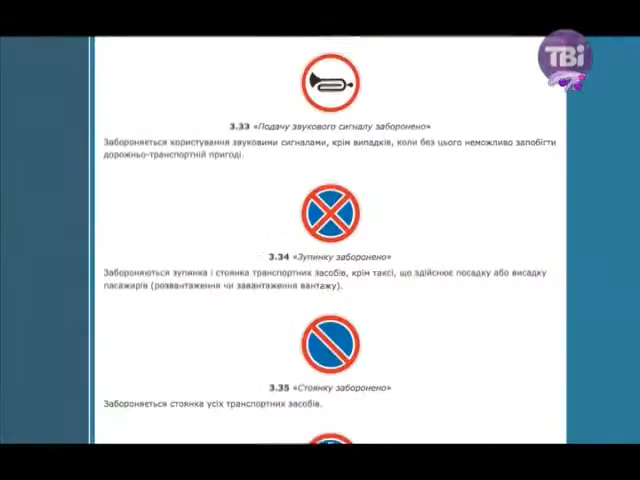 ТВі
3.33 «Подачу звукового сигналу заборонено»
Забороняється користування звуковими сигналами, крім випадків, коли без цього неможливо запобігти
дорожньо-транспортній пригоді.
3.34 «Зупинку заборонено»
Забороняються зупинка і стоянка транспортних засобів, крім таксі, що здійснює посадку або висадку
пасажирів (розвантаження чи завантаження вантажу).
3.35 «Стоянку заборонено»
Забороняється стоянка усіх транспортних засобів.